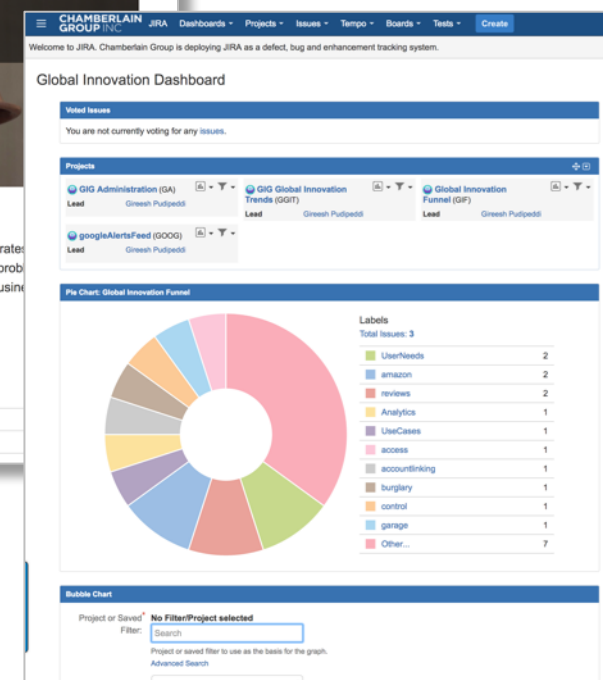 CHAMBERLAIN
GROUP INC
JIRA Dashboards Projects Issues Tempo Boards Tests Create
Welcome to JIRA. Chamberlain Group is deploying JIRA as a defect, bug and enhancement tracking system.
Global Innovation Dashboard
Voted Issues
You are not currently voting for any issues.
Projects
GIG Administration (GA)
Lead Gireesh Pudipeddi
GIG Global Innovation
Trends (GGIT)
Lead Gireesh Pudipeddi
Global Innovation
Funnel (GIF)
Lead Gireesh Pudipeddi
googleAlertsFeed (GOOG)
Lead Gireesh Pudipeddi
Pie Chart: Global Innovation Funnel
Labels
Total Issues: 3
UserNeeds 2
amazon 2
reviews 2
Analytics 1
UseCases 1
access 1
accountlinking 1
burglary 1
control 1
garage 1
Other... 7
Bubble Chart
Project or Saved* No Filter/Project selected
Filter: Search
Project or saved filter to use as the basis for the graph.
Advanced Search